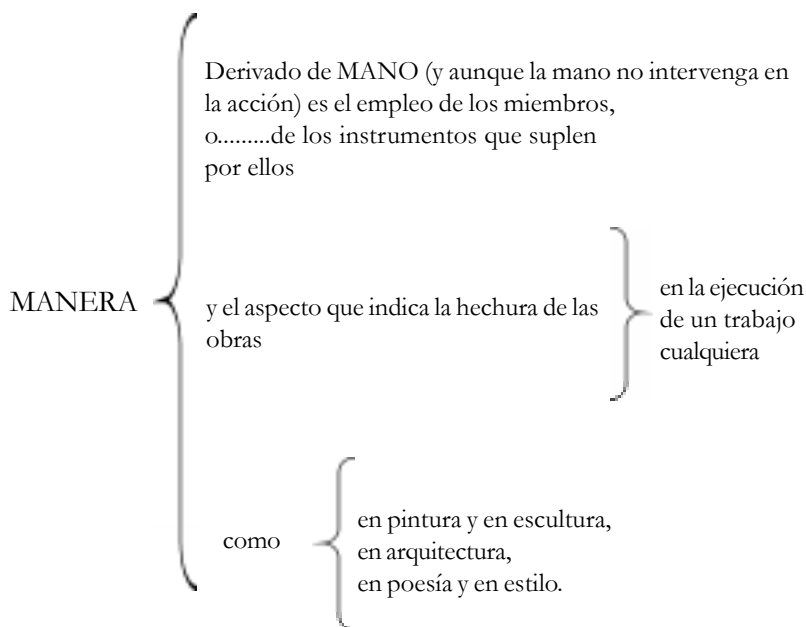 Derivado de MANO (y aunque la mano no intervenga en
la acción) es el empleo de los miembros,
o.........de los instrumentos que suplen
por ellos
MANERA
y el aspecto que indica la hechura de las
obras
en la ejecución
de un trabajo
cualquiera
como
en pintura y en escultura,
en arquitectura,
en poesía y en estilo.